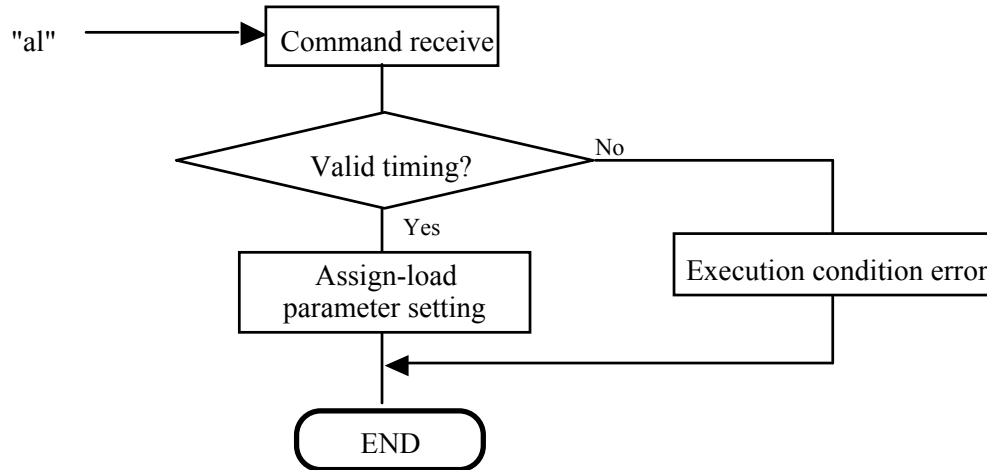 "al"
Command receive
Valid timing?
No
Yes
Assign-load
parameter setting
Execution condition error
END